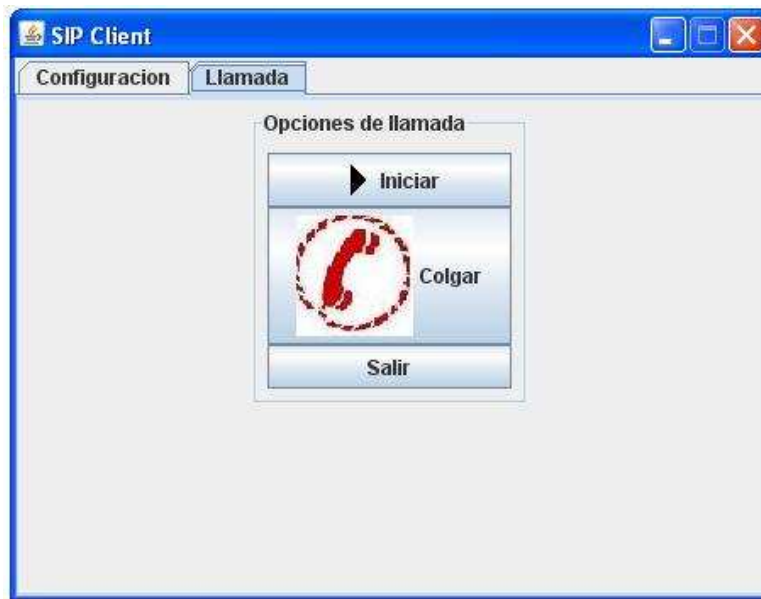 SIP Client
Configuracion
Llamada
Opciones de llamada
Iniciar
Colgar
Salir